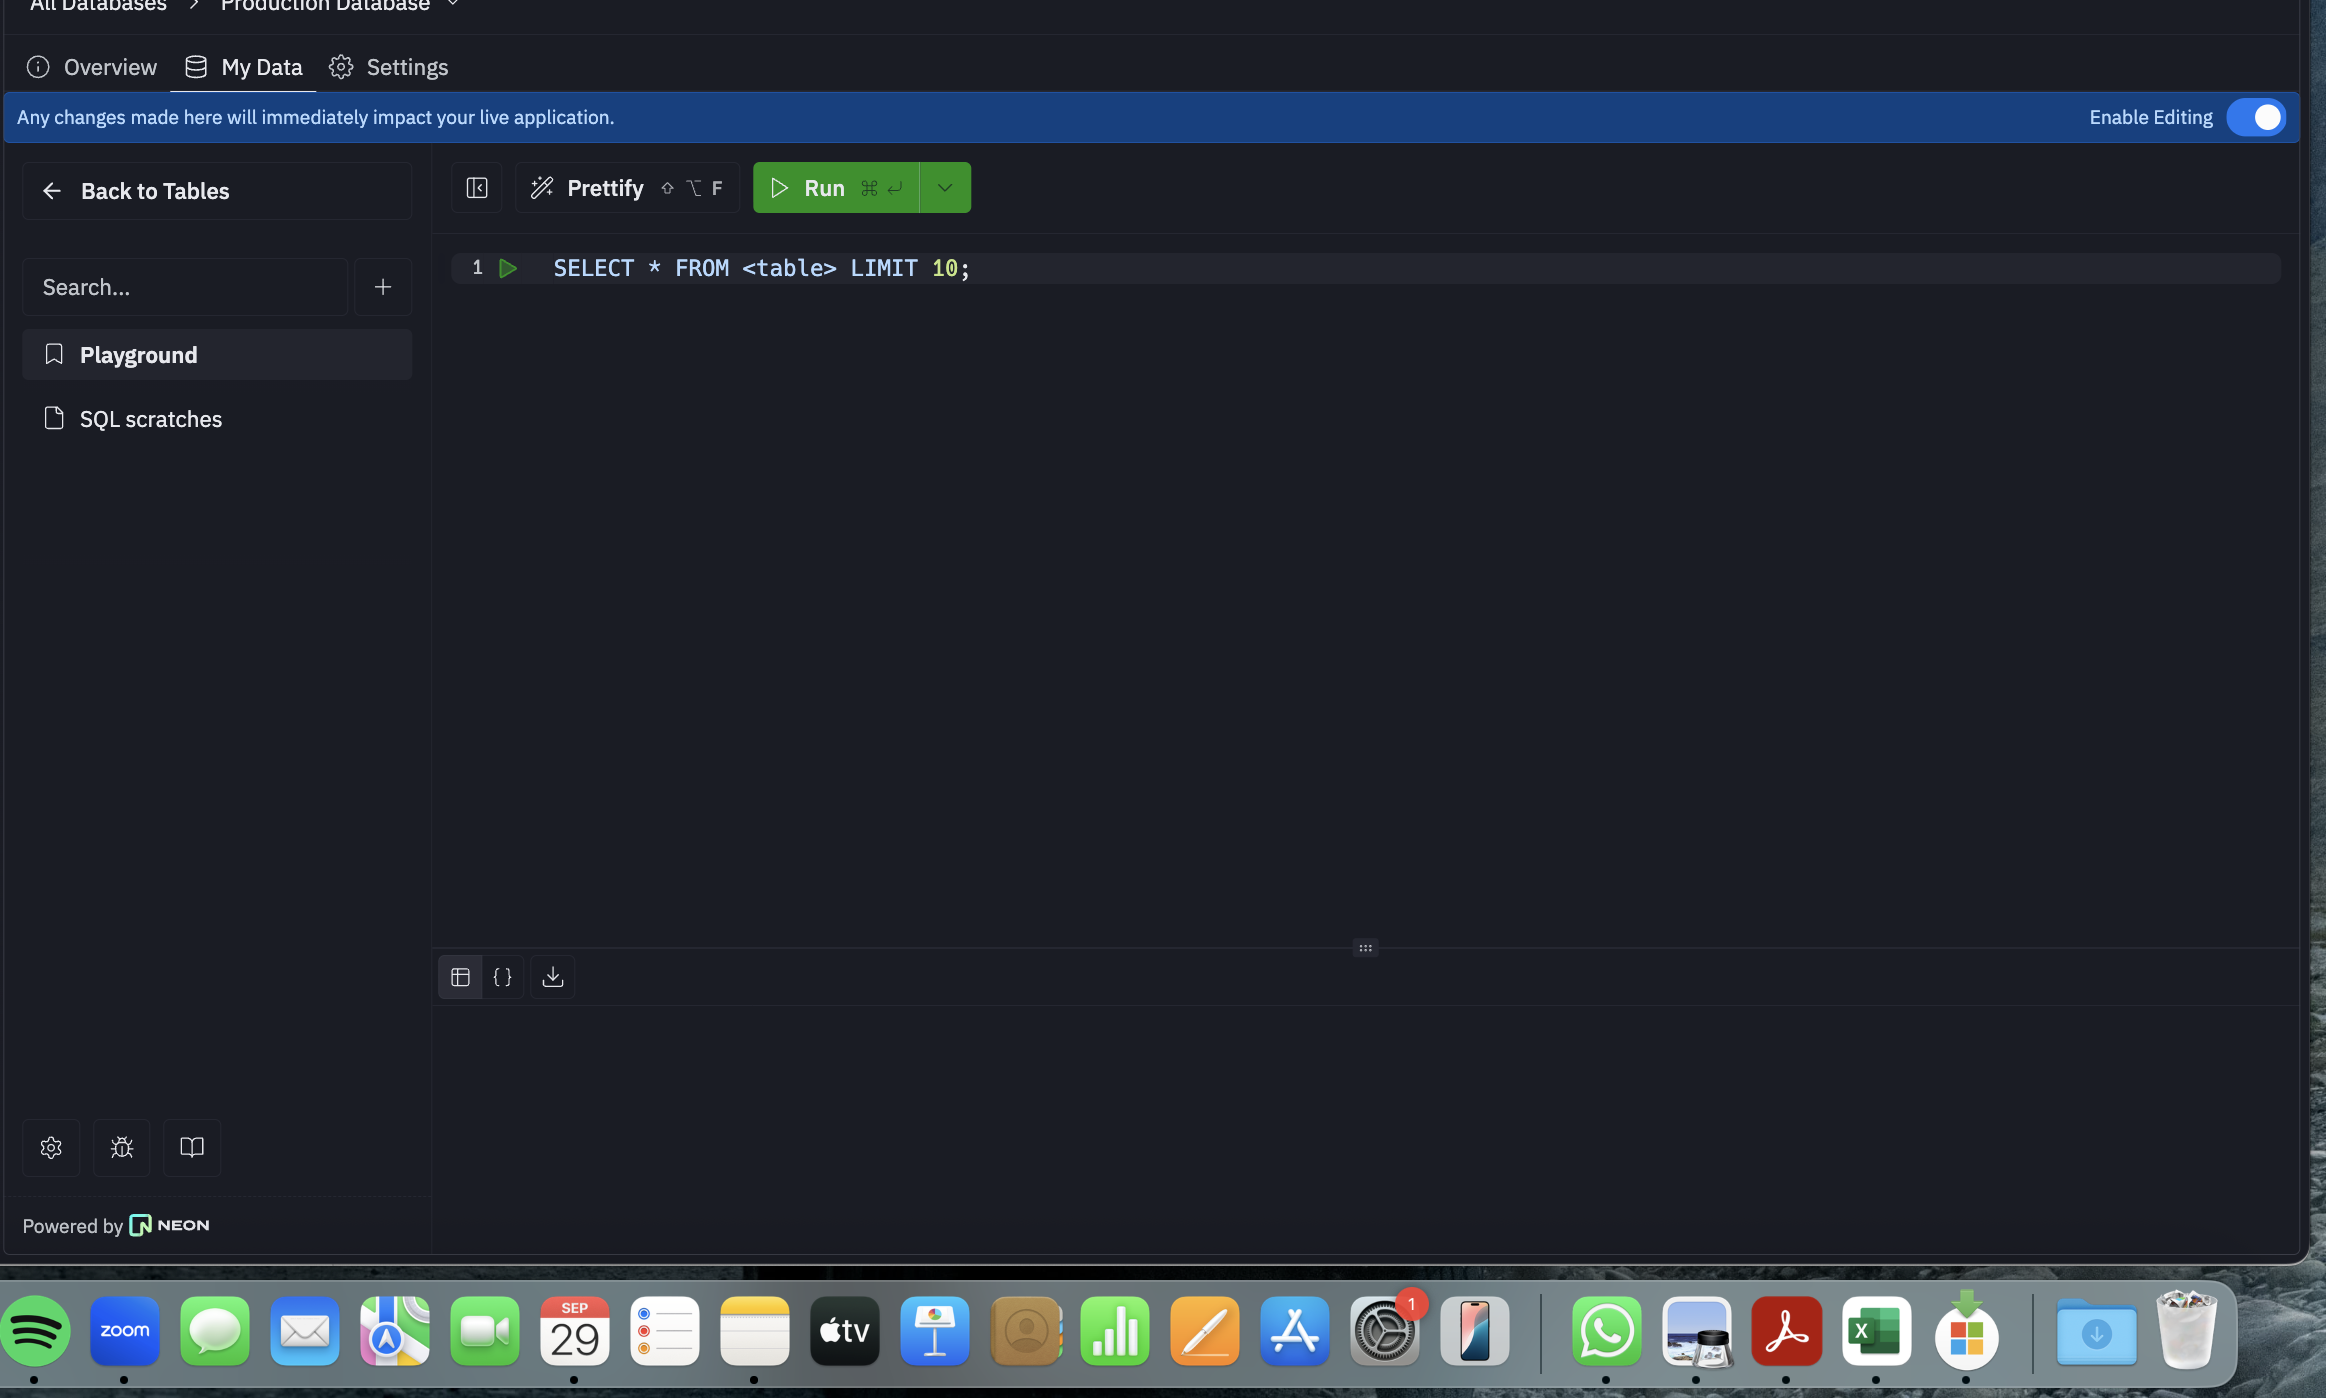 All Databases > Production Database
Overview My Data Settings
Any changes made here will immediately impact your live application.
Enable Editing
Back to Tables
Prettify ⇧ ⌥ F
Run ⌘ ↵
Search...
+
1 SELECT * FROM <table> LIMIT 10;
Playground
SQL scratches
{ }
Powered by NEON
zoom
SEP
29
tv
1
X